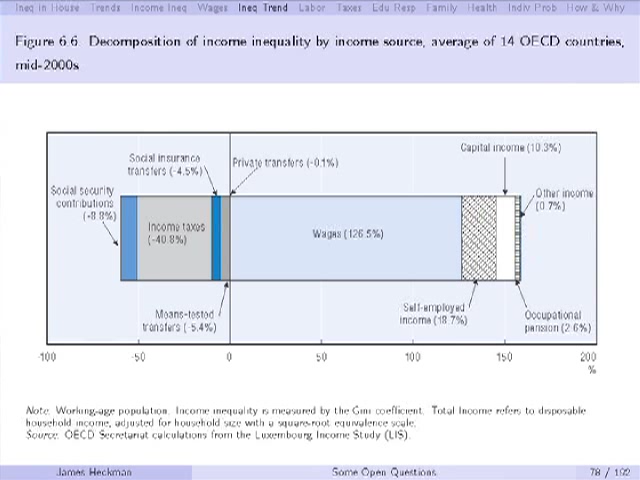 Ineq in House Trends Income Ineq Wages Ineq Trend Labor Taxes Edu Resp Family Health Indiv Prob How & Why
Figure 6.6 Decomposition of income inequality by income source, average of 14 OECD countries,
mid-2000s
Capital income (10.3%)
Social insurance
transfers (-4.5%)
Private transfers (-0.1%)
Social security
contributions
(-8.8%)
Other income
(0.7%)
Income taxes
(-40.8%)
Wages (126.5%)
Means-tested
transfers (-5.4%)
Self-employed
income (18.7%)
Occupational
pension (2.6%)
-100 -50 0 50 100 150 200
%
Note: Working-age population. Income inequality is measured by the Gini coefficient. Total Income refers to disposable
household income, adjusted for household size with a square-root equivalence scale.
Source: OECD Secretariat calculations from the Luxembourg Income Study (LIS).
James Heckman Some Open Questions 78 / 192